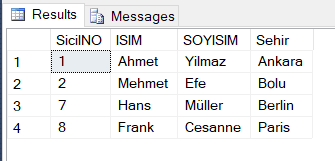 Results Messages
SicilNO ISIM SOYISIM Sehir
1 1 Ahmet Yilmaz Ankara
2 2 Mehmet Efe Bolu
3 7 Hans Müller Berlin
4 8 Frank Cesanne Paris